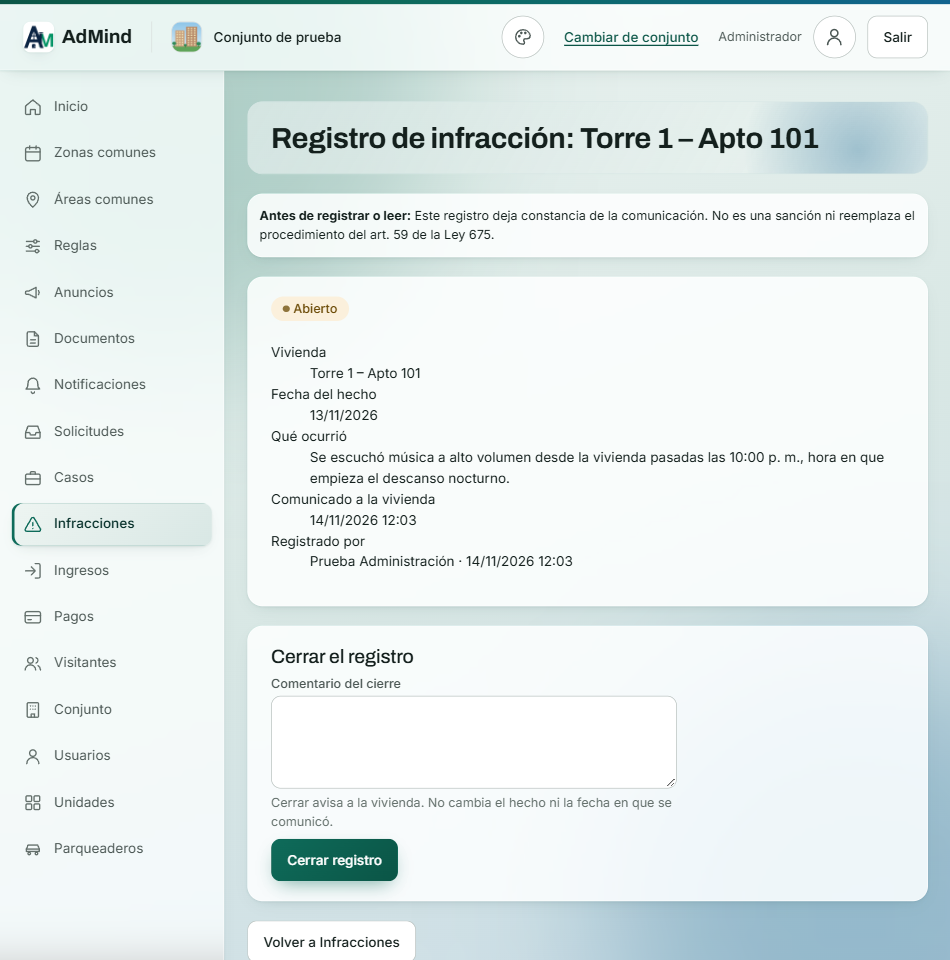 AM AdMind
Conjunto de prueba
Cambiar de conjunto
Administrador
Salir
Inicio
Zonas comunes
Áreas comunes
Reglas
Anuncios
Documentos
Notificaciones
Solicitudes
Casos
Infracciones
Ingresos
Pagos
Visitantes
Conjunto
Usuarios
Unidades
Parqueaderos
Registro de infracción: Torre 1 – Apto 101
Antes de registrar o leer: Este registro deja constancia de la comunicación. No es una sanción ni reemplaza el
procedimiento del art. 59 de la Ley 675.
Abierto
Vivienda
Torre 1 – Apto 101
Fecha del hecho
13/11/2026
Qué ocurrió
Se escuchó música a alto volumen desde la vivienda pasadas las 10:00 p. m., hora en que
empieza el descanso nocturno.
Comunicado a la vivienda
14/11/2026 12:03
Registrado por
Prueba Administración · 14/11/2026 12:03
Cerrar el registro
Comentario del cierre
Cerrar avisa a la vivienda. No cambia el hecho ni la fecha en que se
comunicó.
Cerrar registro
Volver a Infracciones